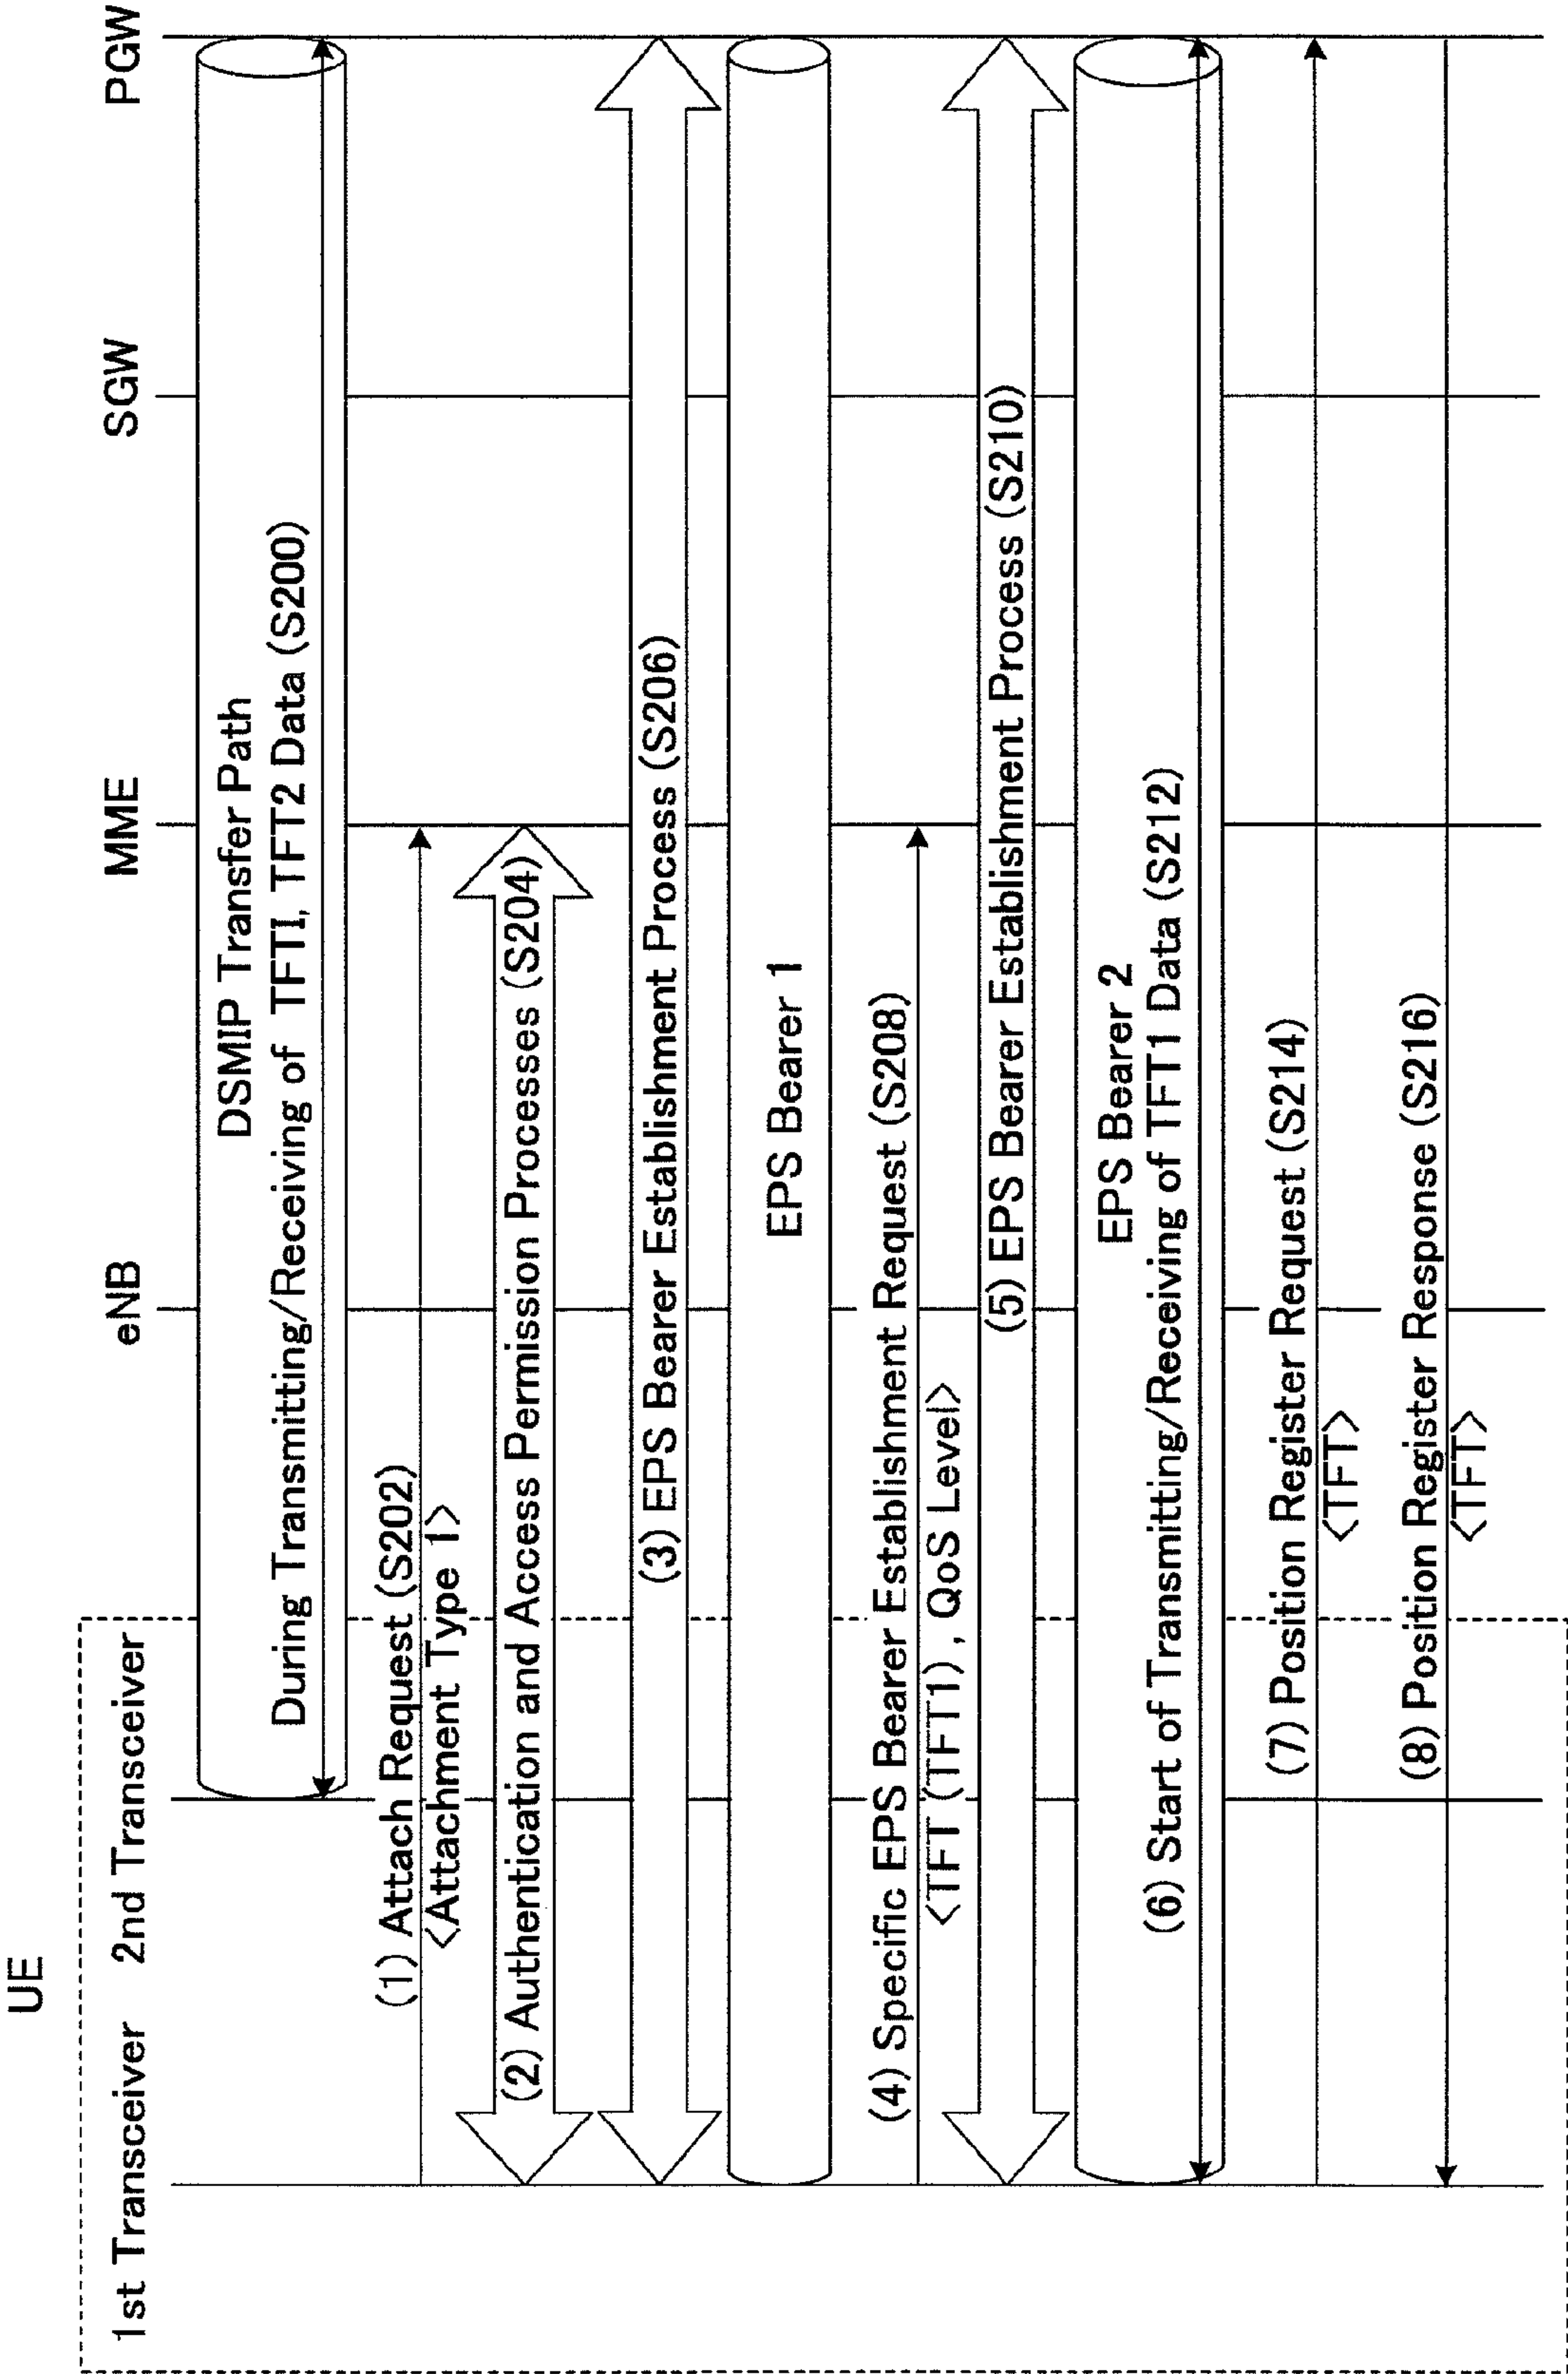 UE
1st Transceiver 2nd Transceiver eNB MME SGW PGW
DSMIP Transfer Path
During Transmitting/Receiving of TFTI, TFT2 Data (S200)
(1) Attach Request (S202)
<Attachment Type 1>
(2) Authentication and Access Permission Processes (S204)
(3) EPS Bearer Establishment Process (S206)
EPS Bearer 1
(4) Specific EPS Bearer Establishment Request (S208)
<TFT (TFT1), QoS Level>
(5) EPS Bearer Establishment Process (S210)
EPS Bearer 2
(6) Start of Transmitting/Receiving of TFT1 Data (S212)
(7) Position Register Request (S214)
<TFT>
(8) Position Register Response (S216)
<TFT>